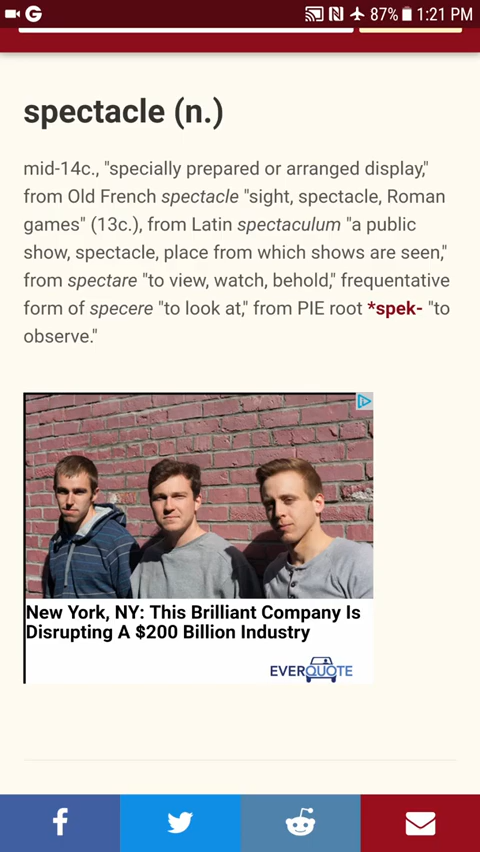 87% 1:21 PM
spectacle (n.)
mid-14c., "specially prepared or arranged display,"
from Old French spectacle "sight, spectacle, Roman
games" (13c.), from Latin spectaculum "a public
show, spectacle, place from which shows are seen,"
from spectare "to view, watch, behold," frequentative
form of specere "to look at," from PIE root *spek- "to
observe."
New York, NY: This Brilliant Company Is
Disrupting A $200 Billion Industry
EVERQUOTE